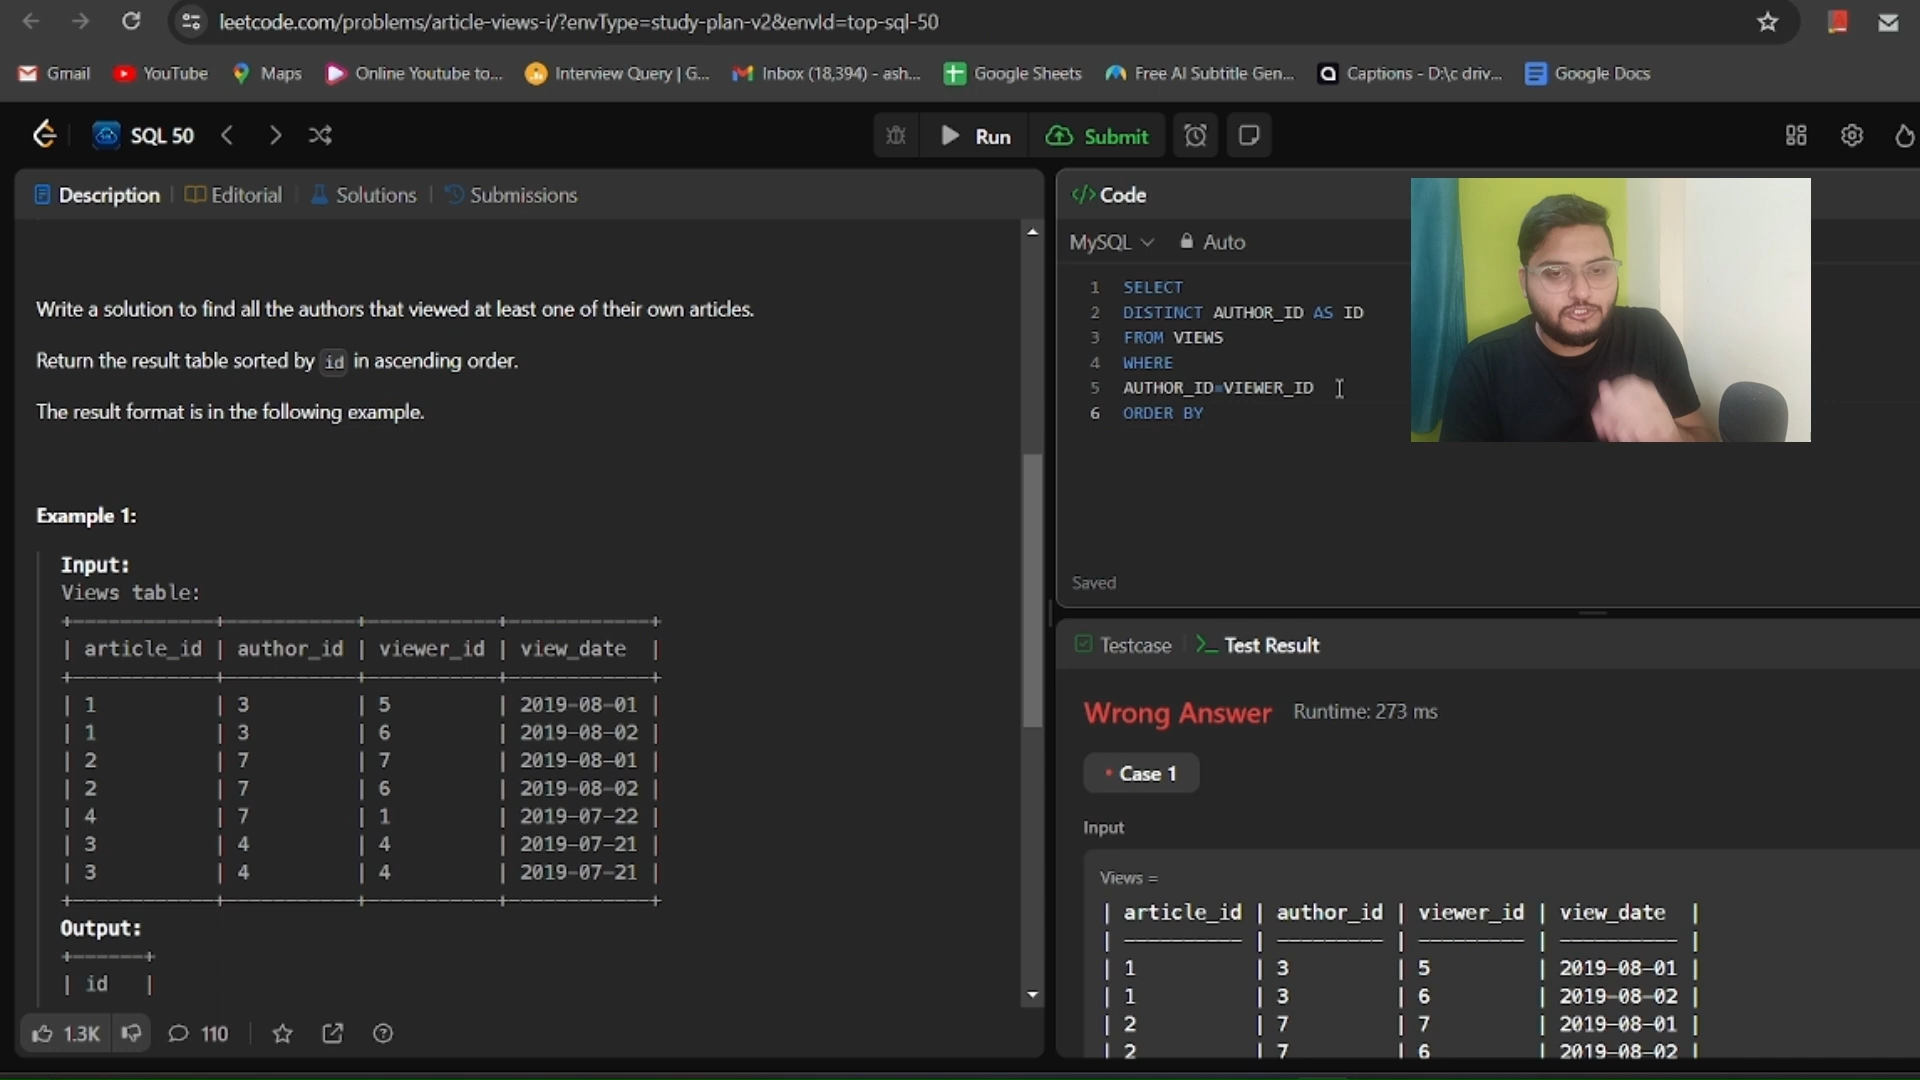 leetcode.com/problems/article-views-i/?envType=study-plan-v2&envId=top-sql-50
Gmail YouTube Maps Online Youtube to... Interview Query | G... Inbox (18,394) - ash... Google Sheets Free AI Subtitle Gen... Captions - D:\c driv... Google Docs
SQL 50 Run Submit
Description Editorial Solutions Submissions
Write a solution to find all the authors that viewed at least one of their own articles.
Return the result table sorted by id in ascending order.
The result format is in the following example.
Example 1:
Input:
Views table:
+------------+-----------+-----------+------------+
| article_id | author_id | viewer_id | view_date |
+------------+-----------+-----------+------------+
| 1 | 3 | 5 | 2019-08-01 |
| 1 | 3 | 6 | 2019-08-02 |
| 2 | 7 | 7 | 2019-08-01 |
| 2 | 7 | 6 | 2019-08-02 |
| 4 | 7 | 1 | 2019-07-22 |
| 3 | 4 | 4 | 2019-07-21 |
| 3 | 4 | 4 | 2019-07-21 |
+------------+-----------+-----------+------------+
Output:
+------+
| id |
1.3K 110
</> Code
MySQL Auto
1 SELECT
2 DISTINCT AUTHOR_ID AS ID
3 FROM VIEWS
4 WHERE
5 AUTHOR_ID=VIEWER_ID
6 ORDER BY
Saved
Testcase >_ Test Result
Wrong Answer Runtime: 273 ms
• Case 1
Input
Views =
| article_id | author_id | viewer_id | view_date |
| ---------- | --------- | --------- | ---------- |
| 1 | 3 | 5 | 2019-08-01 |
| 1 | 3 | 6 | 2019-08-02 |
| 2 | 7 | 7 | 2019-08-01 |
| 2 | 7 | 6 | 2019-08-02 |